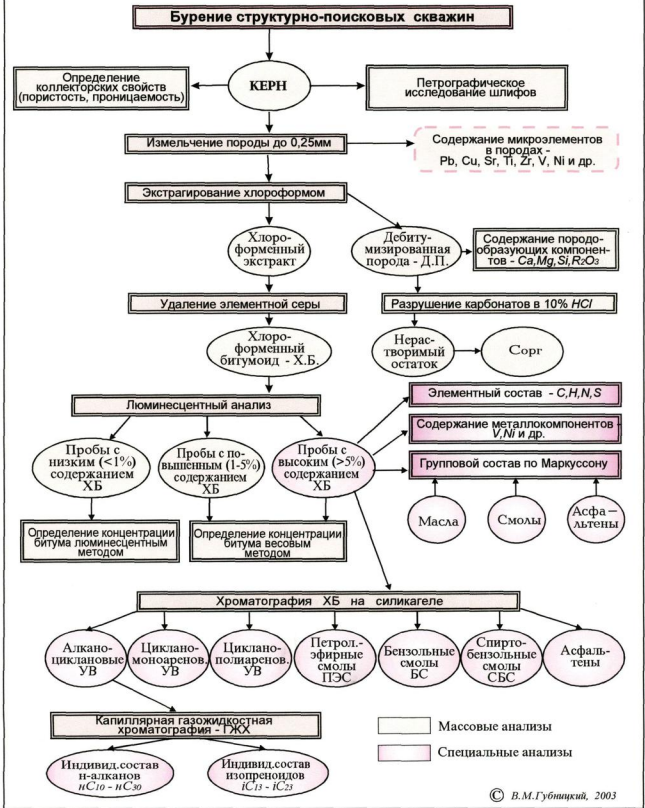 Бурение структурно-поисковых скважин
Определение
коллекторских свойств
(пористость, проницаемость)
КЕРН
Петрографическое
исследование шлифов
Измельчение породы до 0,25мм
Содержание микроэлементов
в породах -
Pb, Cu, Sr, Ti, Zr, V, Ni и др.
Экстрагирование хлороформом
Хлоро-
форменный
экстракт
Дебиту-
мизированная
порода - Д.П.
Содержание породо-
образующих компонен-
тов - Ca,Mg,Si,R2O3
Удаление элементной серы
Разрушение карбонатов в 10% HCl
Хлоро-
форменный
битумоид - Х.Б.
Нерас-
творимый
остаток
Сорг
Люминесцентный анализ
Элементный состав - C,H,N,S
Содержание металлокомпонентов -
V,Ni и др.
Групповой состав по Маркуссону
Пробы с
низким (<1%)
содержанием
ХБ
Пробы с по-
вышенным (1-5%)
содержанием
ХБ
Пробы с
высоким (>5%)
содержанием
ХБ
Масла
Смолы
Асфа-
льтены
Определение концентрации
битума люминесцентным
методом
Определение концентрации
битума весовым
методом
Хроматография ХБ на силикагеле
Алкано-
циклановые
УВ
Циклано-
моноаренов.
УВ
Циклано-
полиаренов.
УВ
Петрол.-
эфирные
смолы
ПЭС
Бензольные
смолы
БС
Спирто-
бензольные
смолы
СБС
Асфаль-
тены
Капиллярная газожидкостная
хроматография - ГЖХ
Индивид.состав
н-алканов
нC10 - нC30
Индивид.состав
изопреноидов
iC13 - iC23
Массовые анализы
Специальные анализы
© В.М.Губницкий, 2003